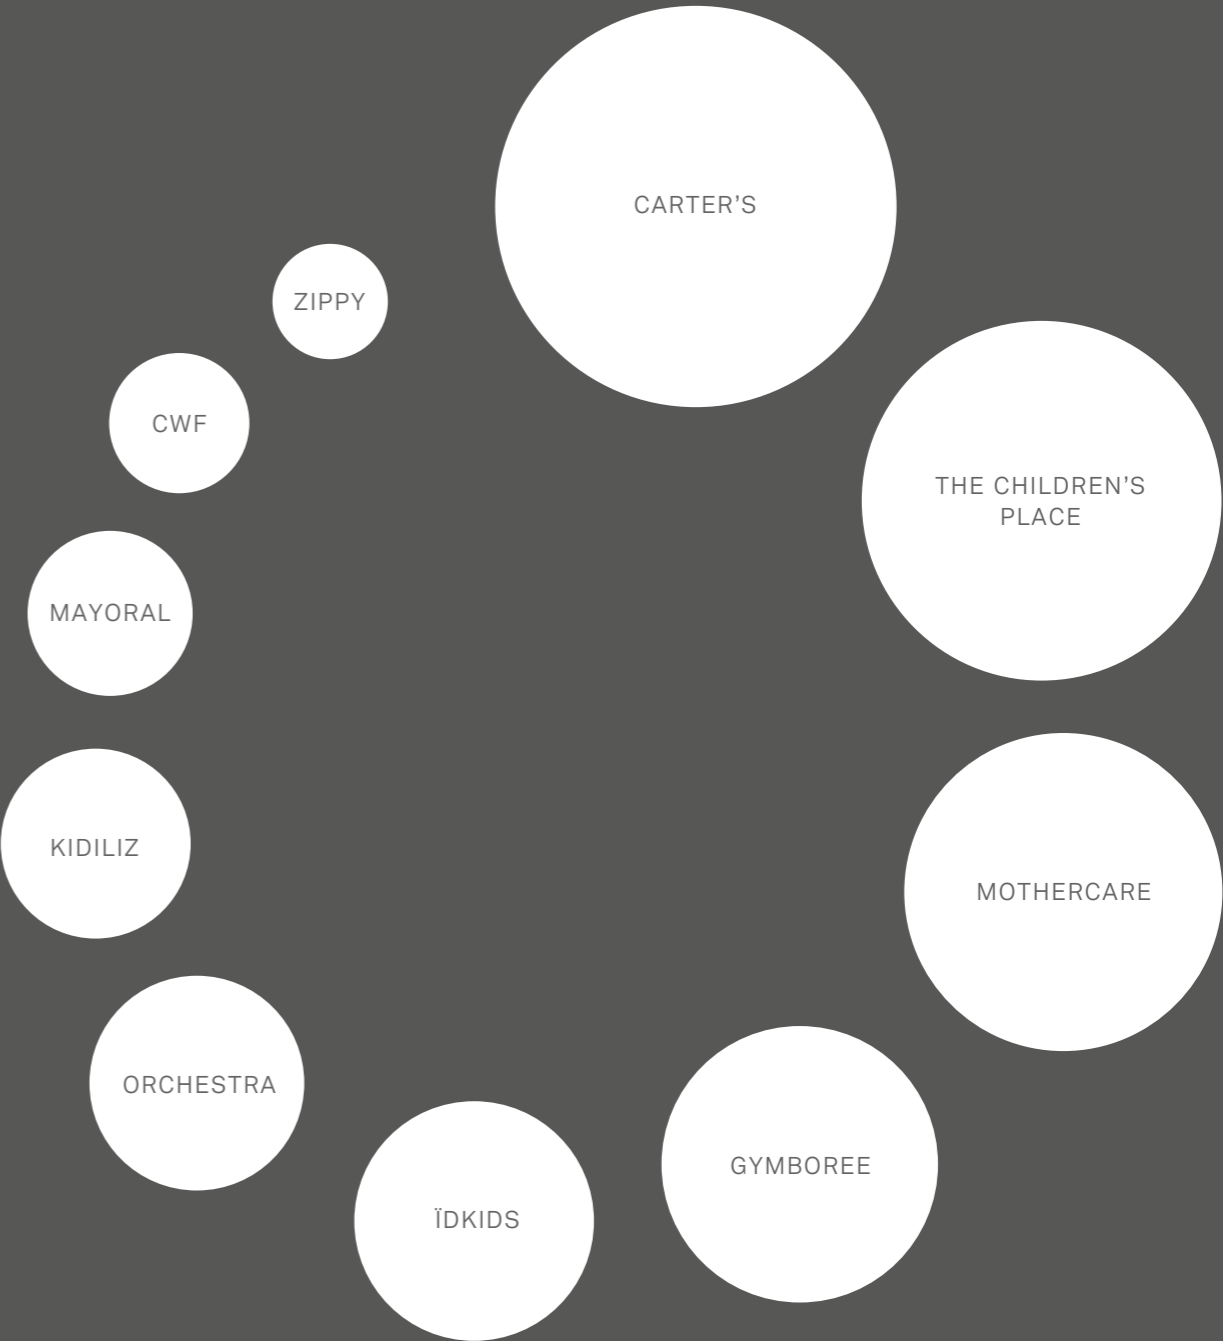 CARTER’S
ZIPPY
CWF
THE CHILDREN’S
PLACE
MAYORAL
KIDILIZ
MOTHERCARE
ORCHESTRA
GYMBOREE
ÏDKIDS